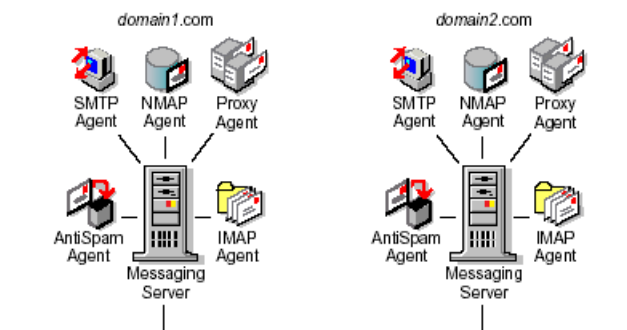 domain1.com
domain2.com
SMTP Agent
NMAP Agent
Proxy Agent
SMTP Agent
NMAP Agent
Proxy Agent
AntiSpam Agent
IMAP Agent
AntiSpam Agent
IMAP Agent
Messaging Server
Messaging Server